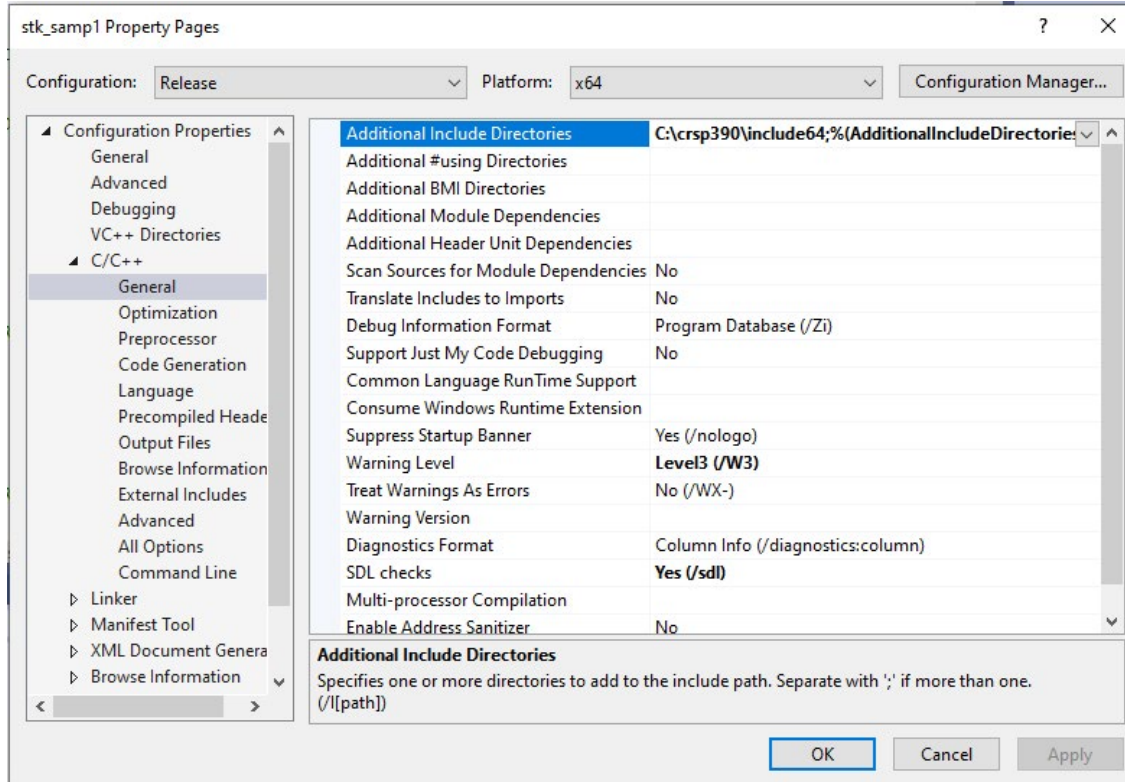 stk_samp1 Property Pages
?
Configuration: Release Platform: x64 Configuration Manager...
Configuration Properties
General
Advanced
Debugging
VC++ Directories
C/C++
General
Optimization
Preprocessor
Code Generation
Language
Precompiled Heade
Output Files
Browse Information
External Includes
Advanced
All Options
Command Line
Linker
Manifest Tool
XML Document Genera
Browse Information
Additional Include Directories C:\crsp390\include64;%(AdditionalIncludeDirectories
Additional #using Directories
Additional BMI Directories
Additional Module Dependencies
Additional Header Unit Dependencies
Scan Sources for Module Dependencies No
Translate Includes to Imports No
Debug Information Format Program Database (/Zi)
Support Just My Code Debugging No
Common Language RunTime Support
Consume Windows Runtime Extension
Suppress Startup Banner Yes (/nologo)
Warning Level Level3 (/W3)
Treat Warnings As Errors No (/WX-)
Warning Version
Diagnostics Format Column Info (/diagnostics:column)
SDL checks Yes (/sdl)
Multi-processor Compilation
Enable Address Sanitizer No
Additional Include Directories
Specifies one or more directories to add to the include path. Separate with ';' if more than one.
(/I[path])
OK Cancel Apply